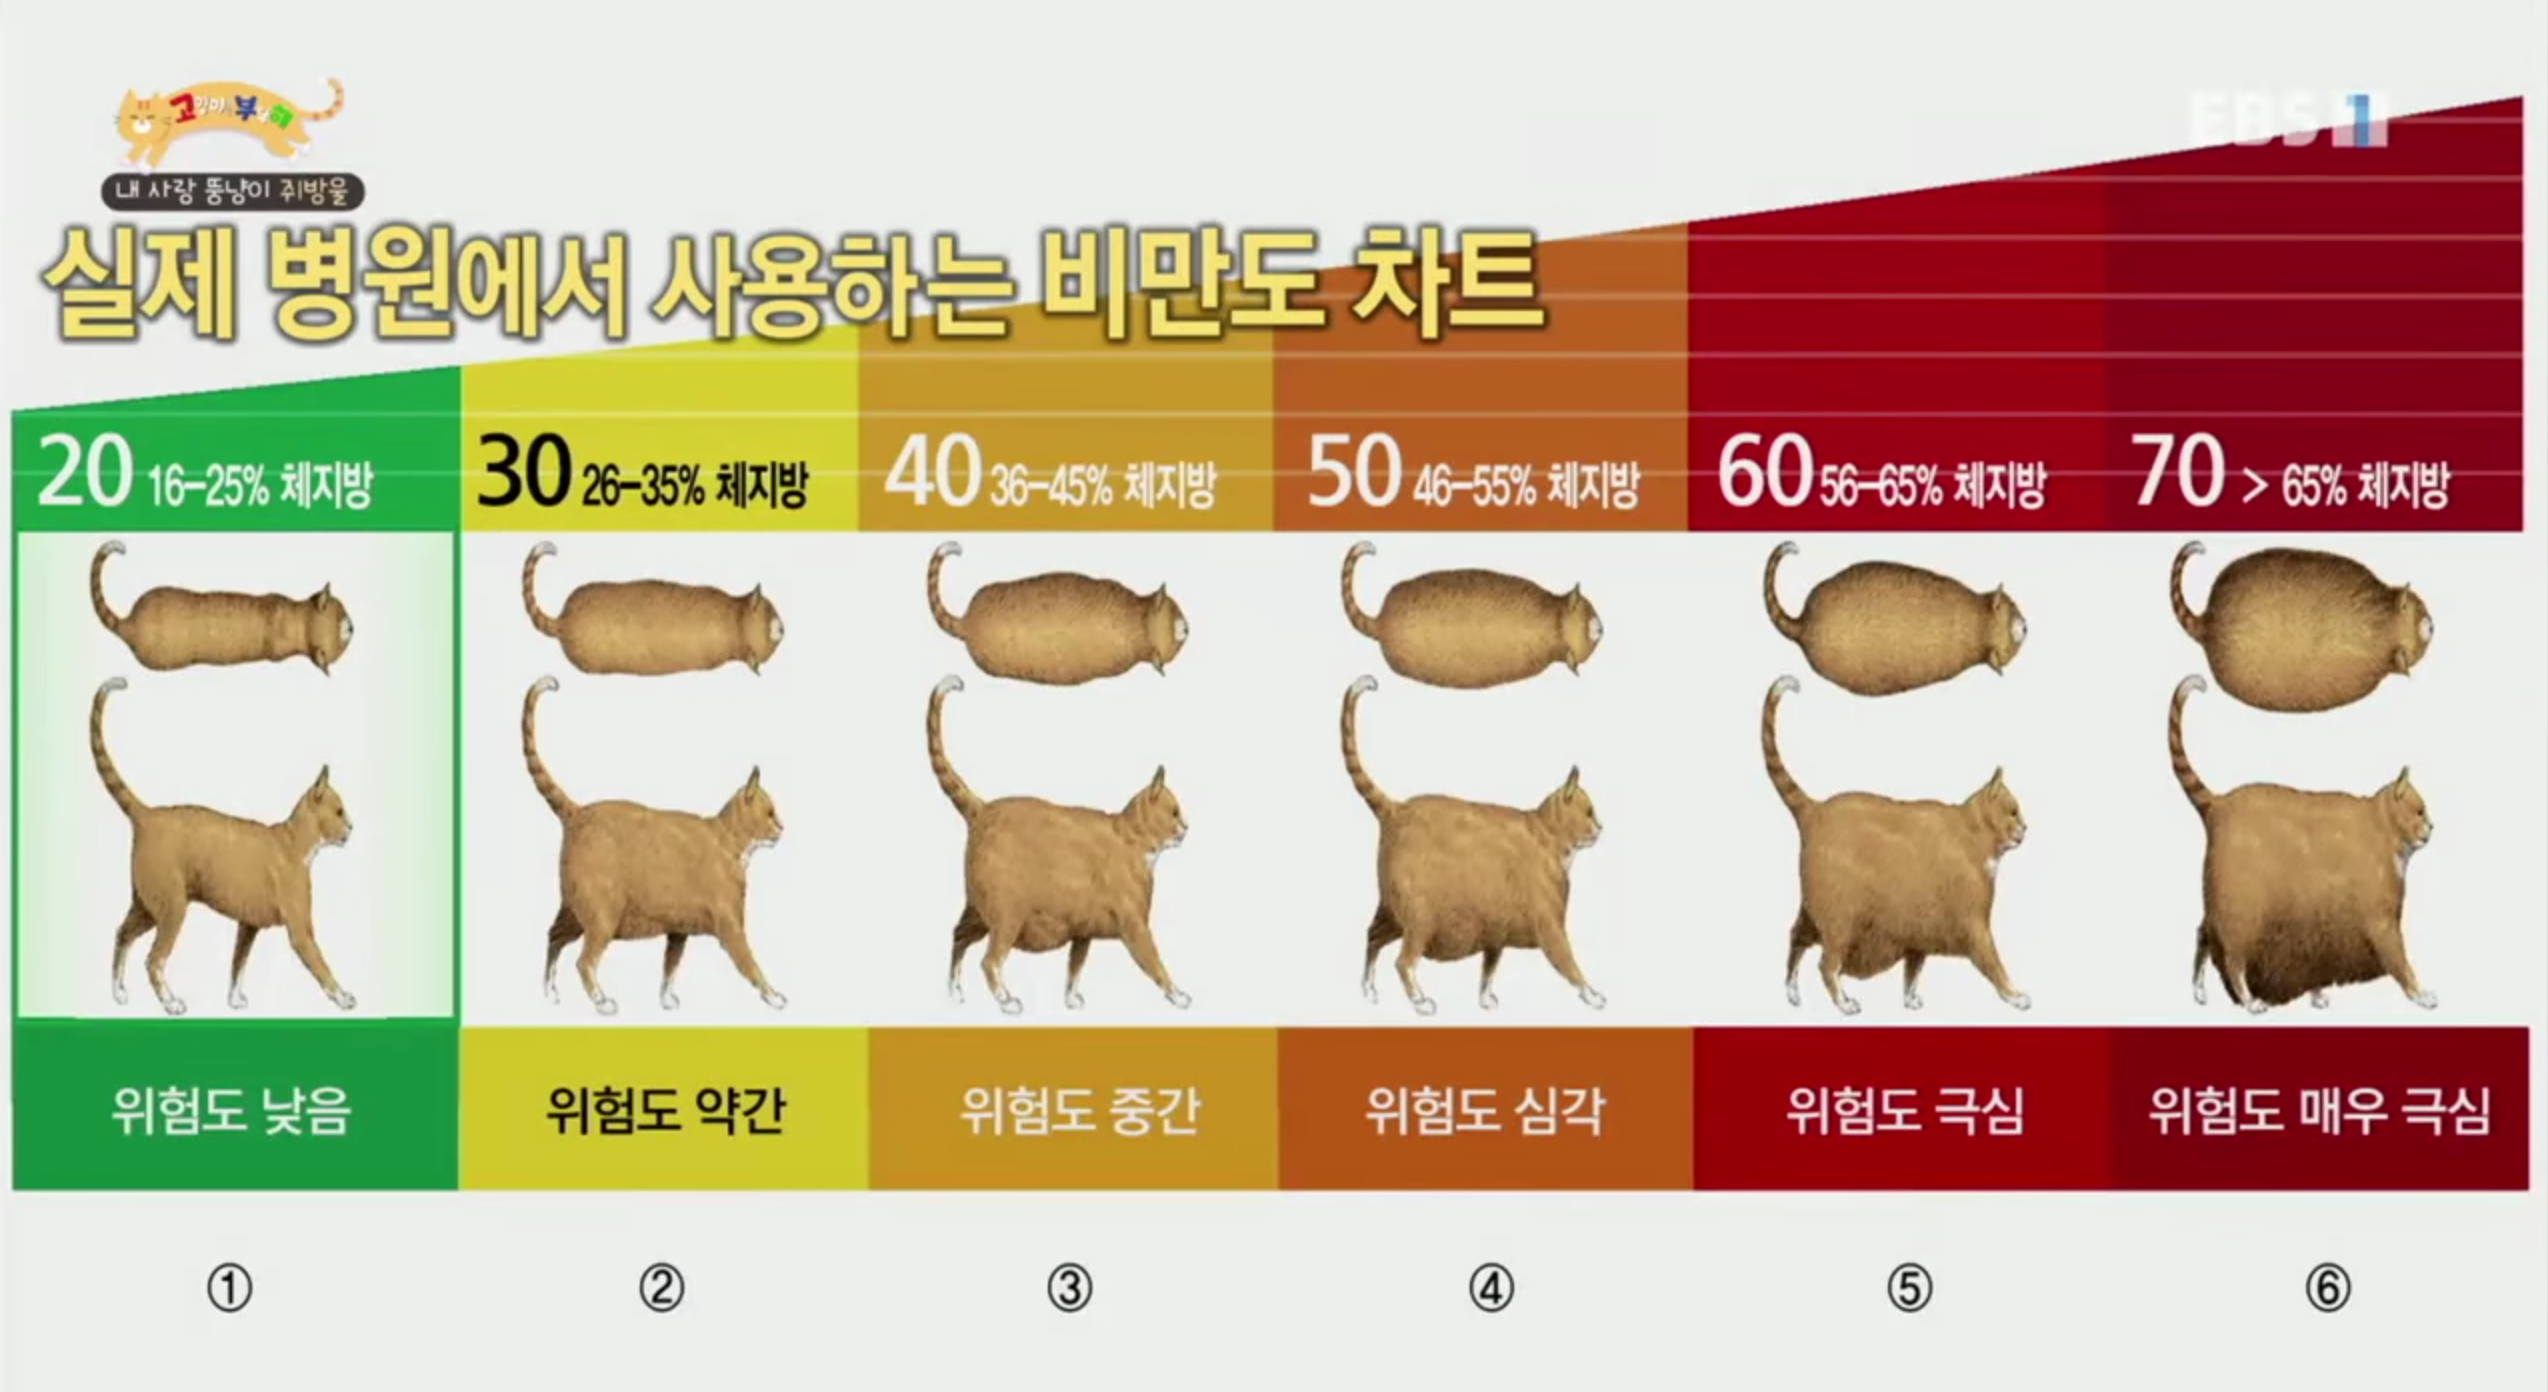 고양이를 부탁해
내 사랑 뚱냥이 쥐방울
EBS 1
실제 병원에서 사용하는 비만도 차트
20 16-25% 체지방
30 26-35% 체지방
40 36-45% 체지방
50 46-55% 체지방
60 56-65% 체지방
70 > 65% 체지방
위험도 낮음
위험도 약간
위험도 중간
위험도 심각
위험도 극심
위험도 매우 극심
①
②
③
④
⑤
⑥